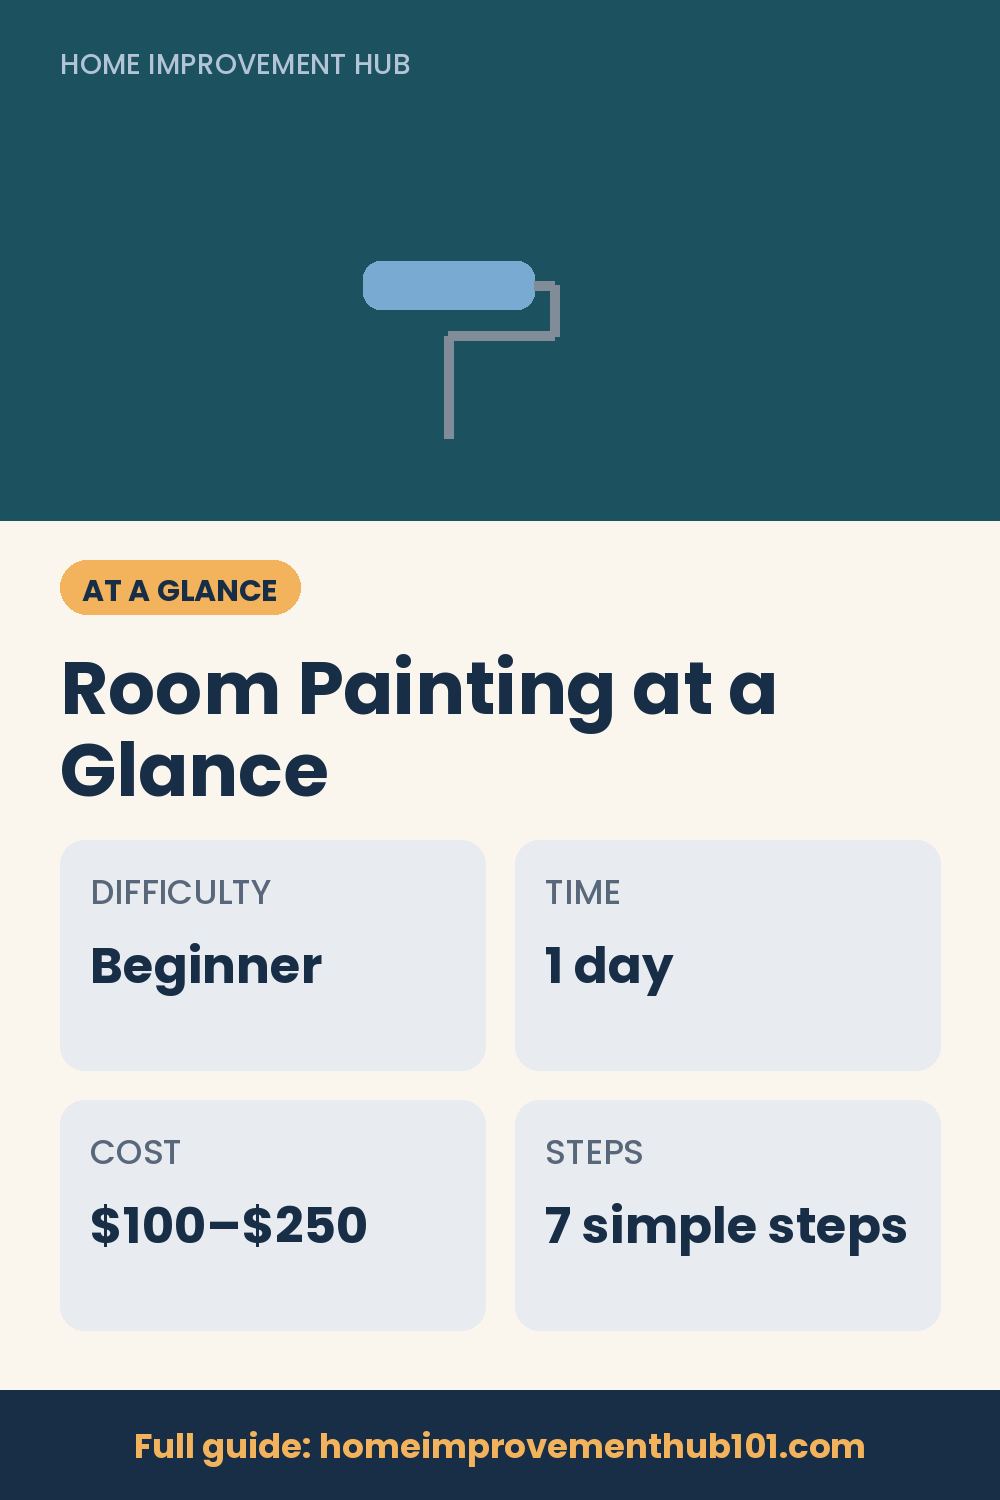 HOME IMPROVEMENT HUB
AT A GLANCE
Room Painting at a
Glance
DIFFICULTY
Beginner
TIME
1 day
COST
$100–$250
STEPS
7 simple steps
Full guide: homeimprovementhub101.com